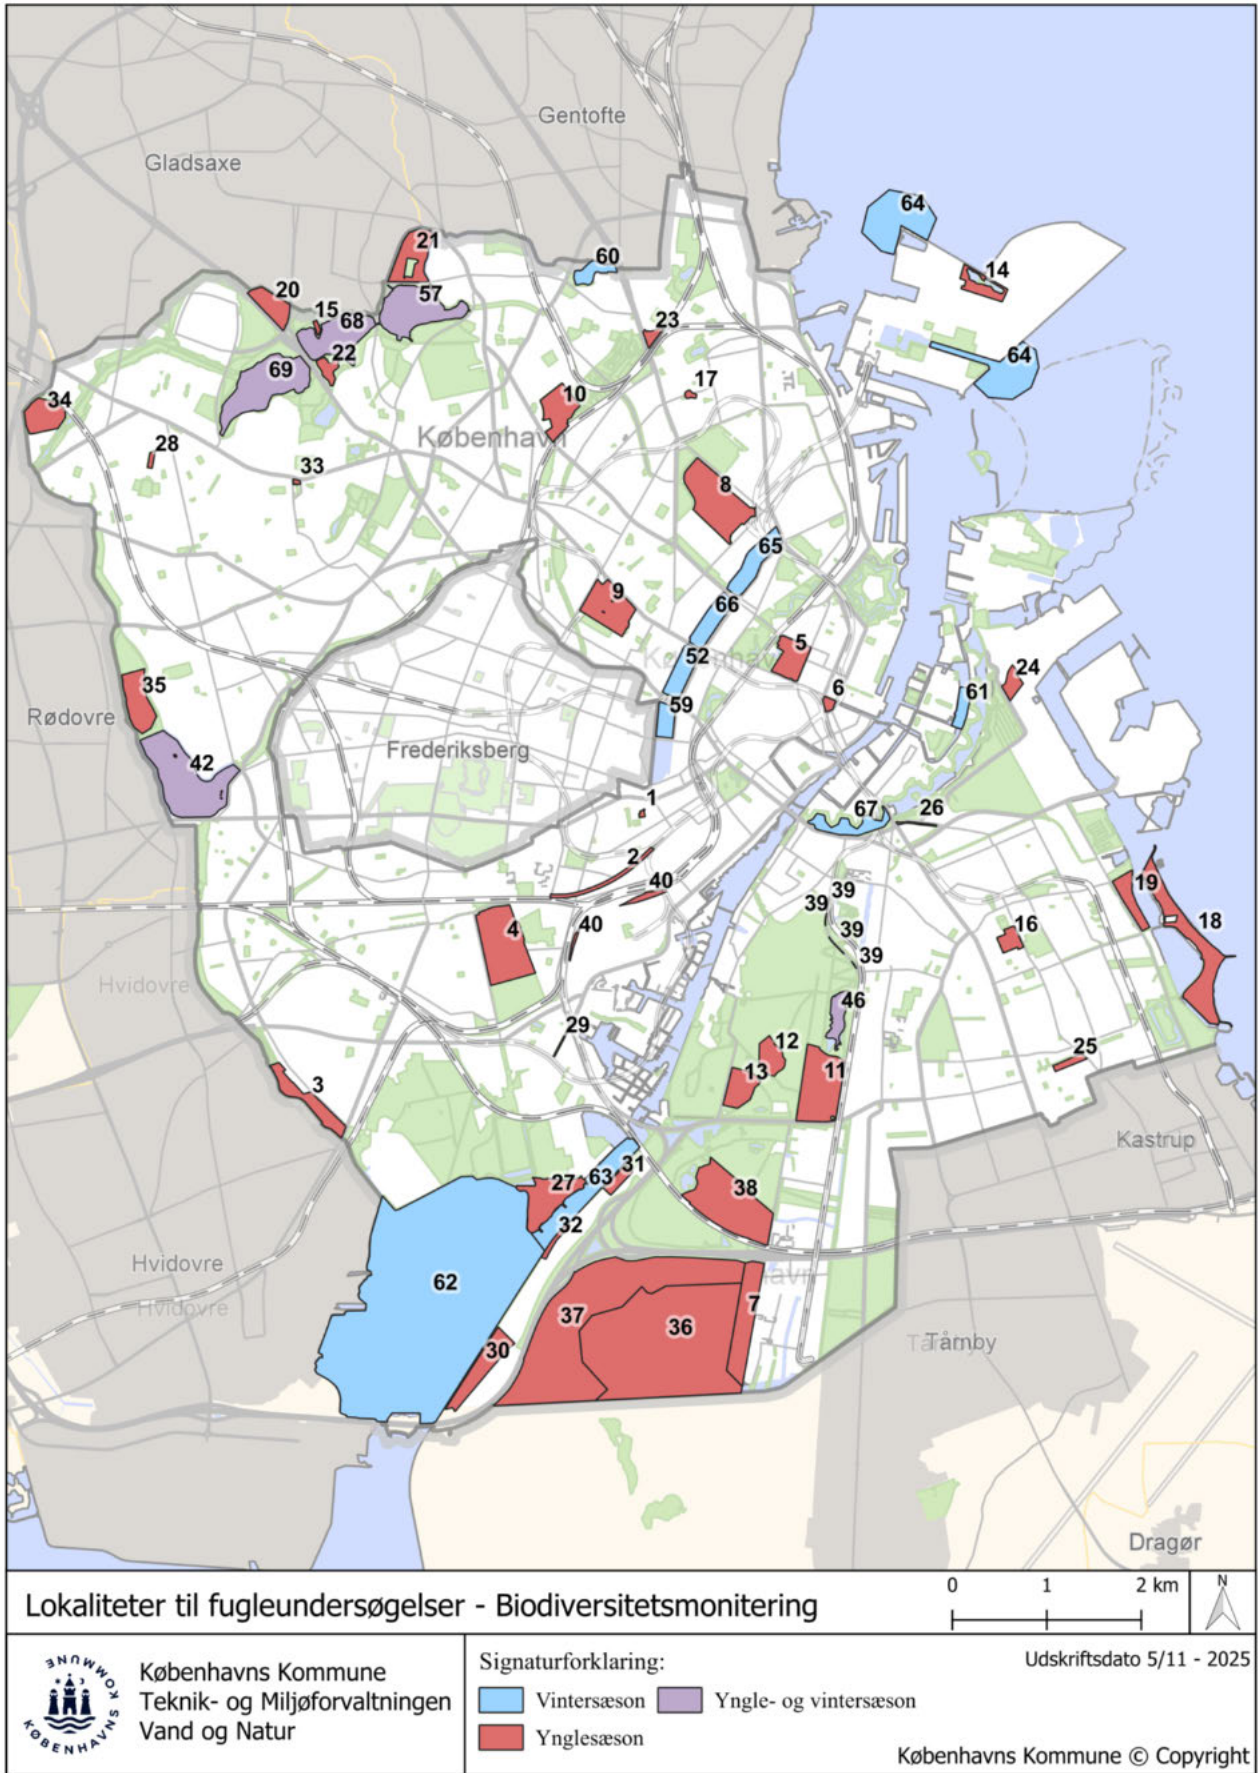 Gentofte
Gladsaxe
64
21
60
14
20
57
15
68
23
64
22
69
17
34
10
København
28
33
8
65
9
66
5
København
52
24
35
6
61
59
Rødovre
Frederiksberg
42
1
67
26
2
40
39
39
19
4
40
39
16
18
39
Hvidovre
46
29
12
25
13
11
3
Kastrup
63
31
27
38
32
Hvidovre
62
Hvidovre
7
37
36
30
Tårnby
Tårnby
Dragør
Lokaliteter til fugleundersøgelser - Biodiversitetsmonitering
0 1 2 km
N
KØBENHAVNS KOMMUNE
Københavns Kommune
Teknik- og Miljøforvaltningen
Vand og Natur
Signaturforklaring:
Vintersæson
Yngle- og vintersæson
Ynglesæson
Udskriftsdato 5/11 - 2025
Københavns Kommune © Copyright